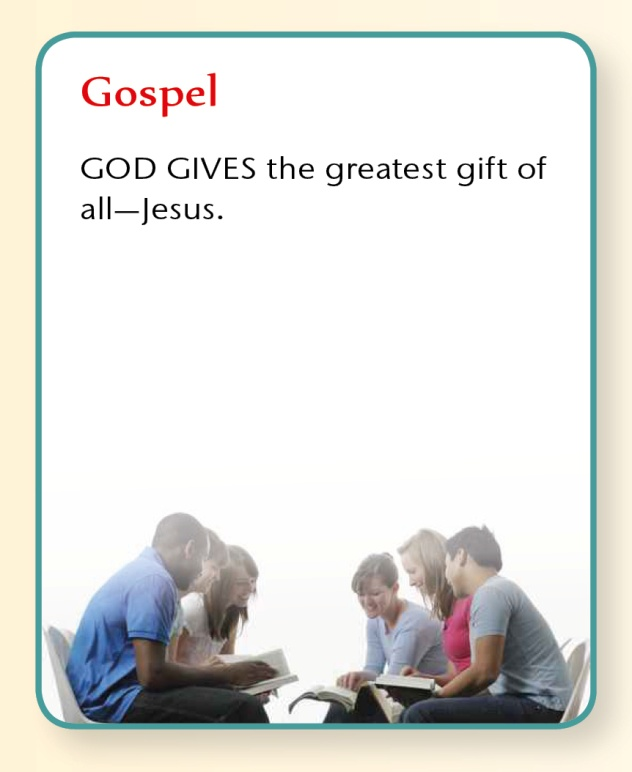 Gospel
GOD GIVES the greatest gift of
all—Jesus.